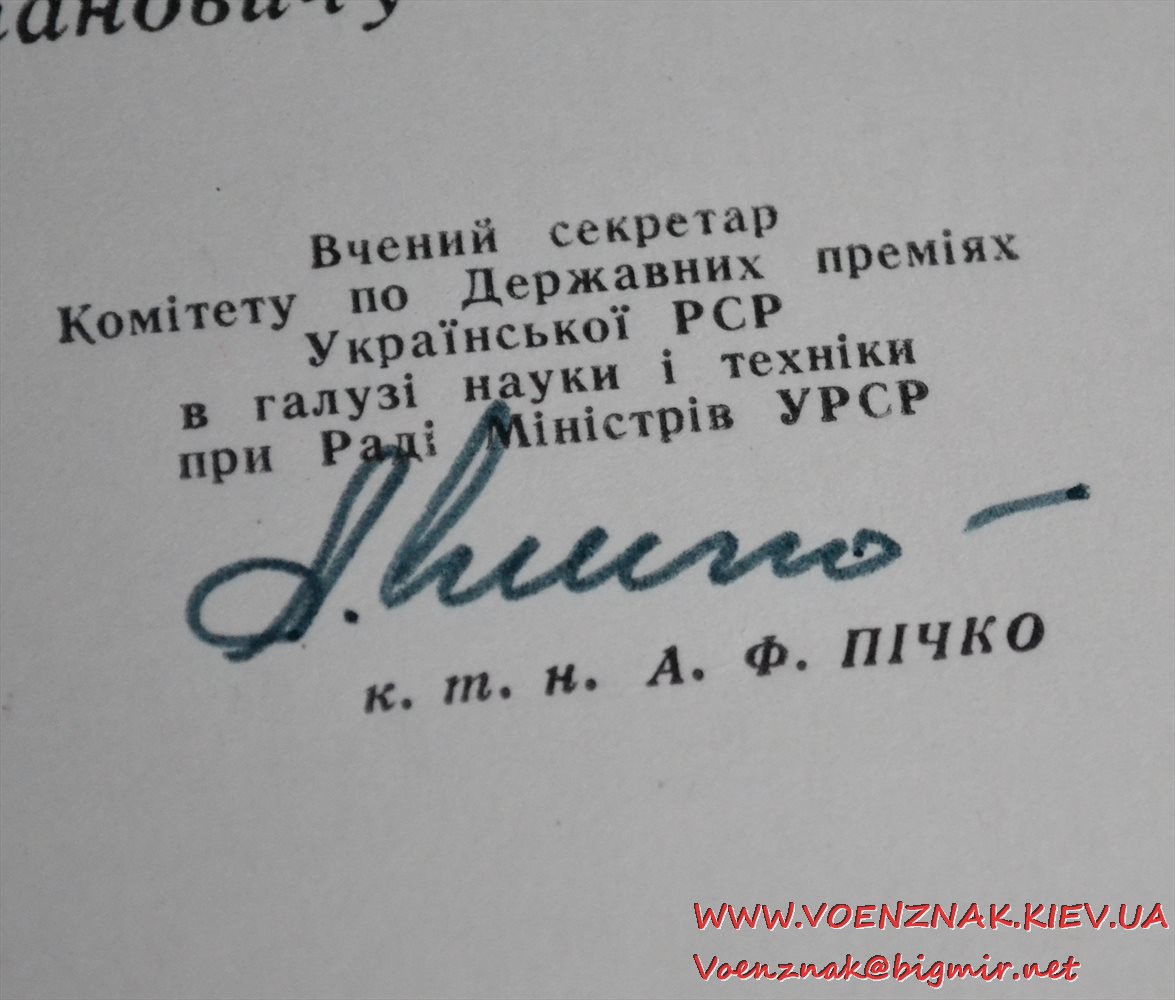 Вчений секретар
Комітету по Державних преміях
Української РСР
в галузі науки і техніки
при Раді Міністрів УРСР
к. т. н. А. Ф. ПІЧКО
WWW.VOENZNAK.KIEV.UA
Voenznak@bigmir.net